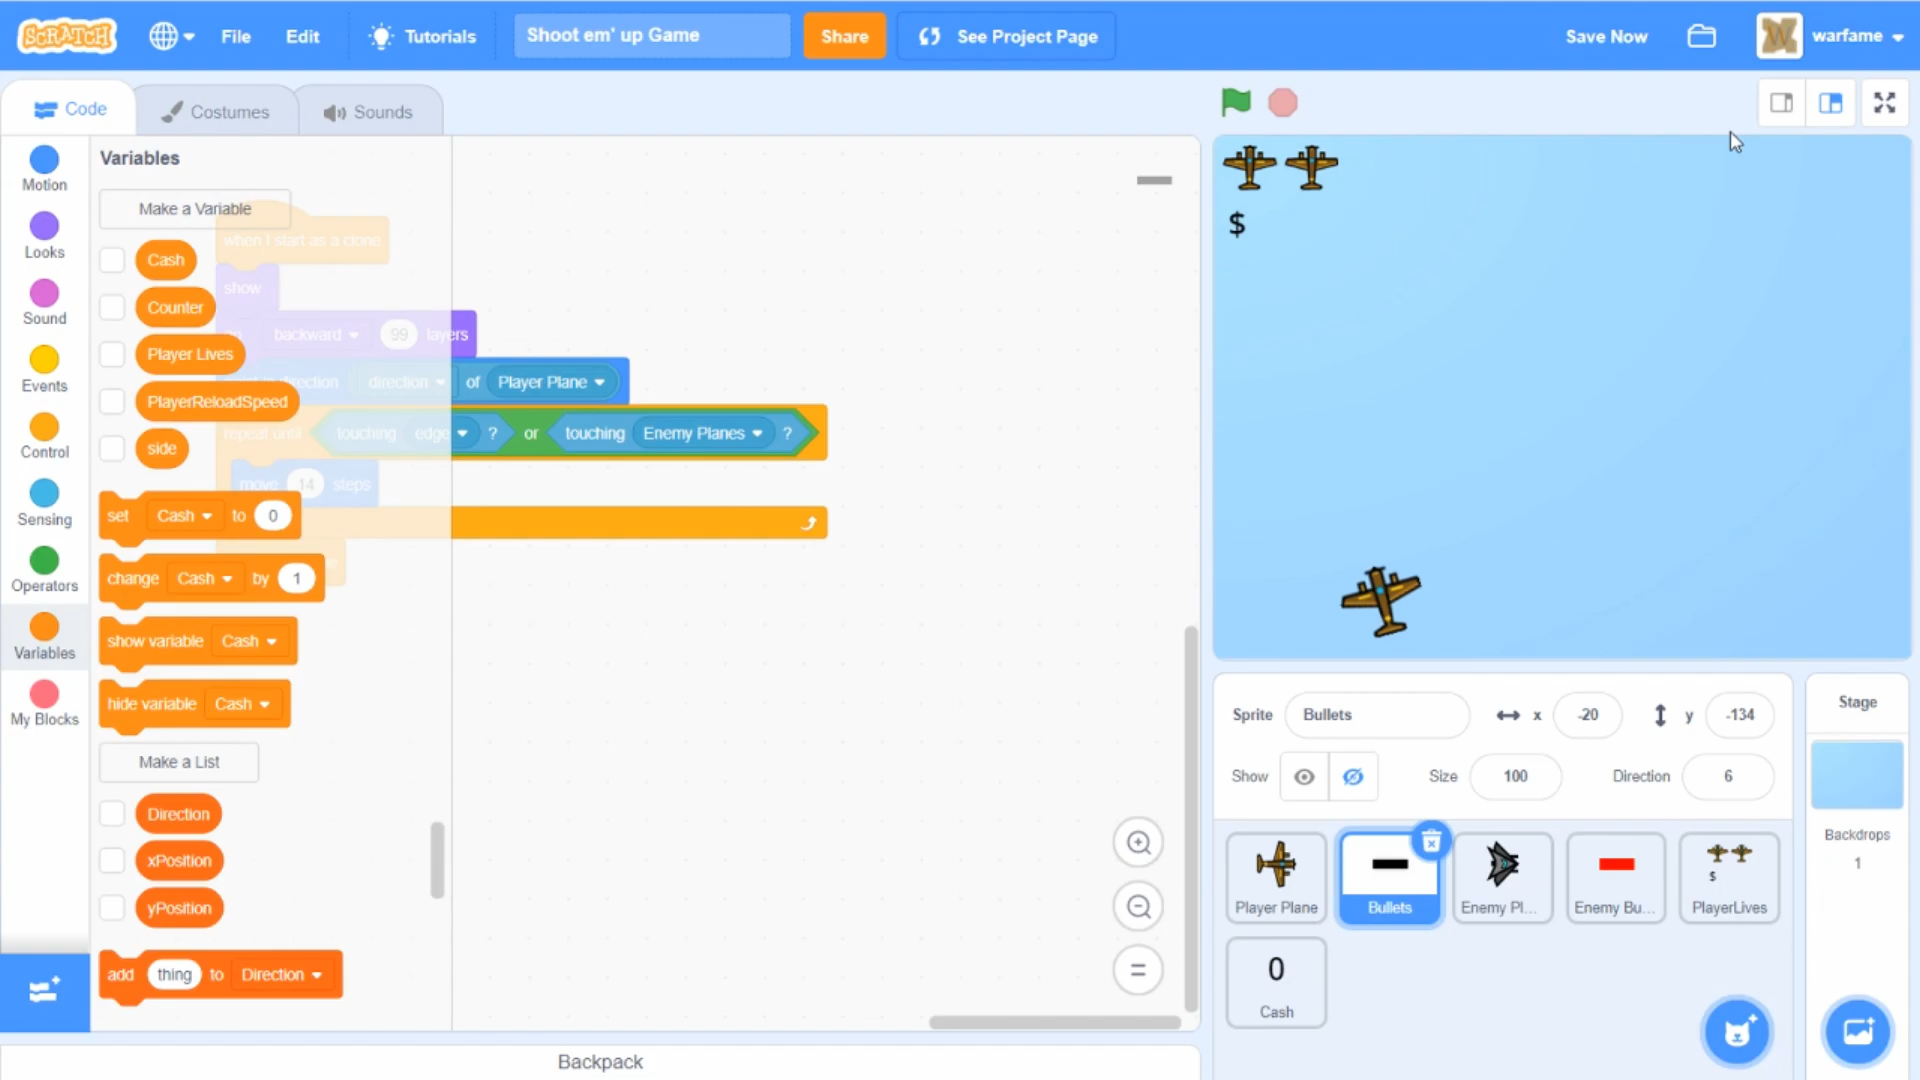 SCRATCH File Edit Tutorials Shoot em' up Game Share See Project Page Save Now warfame
Code Costumes Sounds
Motion
Looks
Sound
Events
Control
Sensing
Operators
Variables
My Blocks
Variables
Make a Variable
Cash
Counter
Player Lives
PlayerReloadSpeed
side
set Cash to 0
change Cash by 1
show variable Cash
hide variable Cash
Make a List
Direction
xPosition
yPosition
add thing to Direction
when I start as a clone
show
backward 99 layers
direction direction of Player Plane
repeat until touching edge ? or touching Enemy Planes ?
move 14 steps
$
Sprite Bullets x -20 y -134
Show Size 100 Direction 6
Player Plane Bullets Enemy Pl... Enemy Bu... PlayerLives
$
0
Cash
Stage
Backdrops
1
Backpack